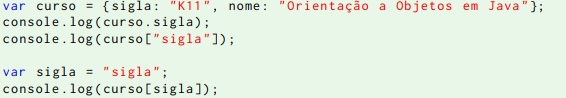 var curso = {sigla: "K11", nome: "Orientação a Objetos em Java"};
console.log(curso.sigla);
console.log(curso["sigla"]);
var sigla = "sigla";
console.log(curso[sigla]);